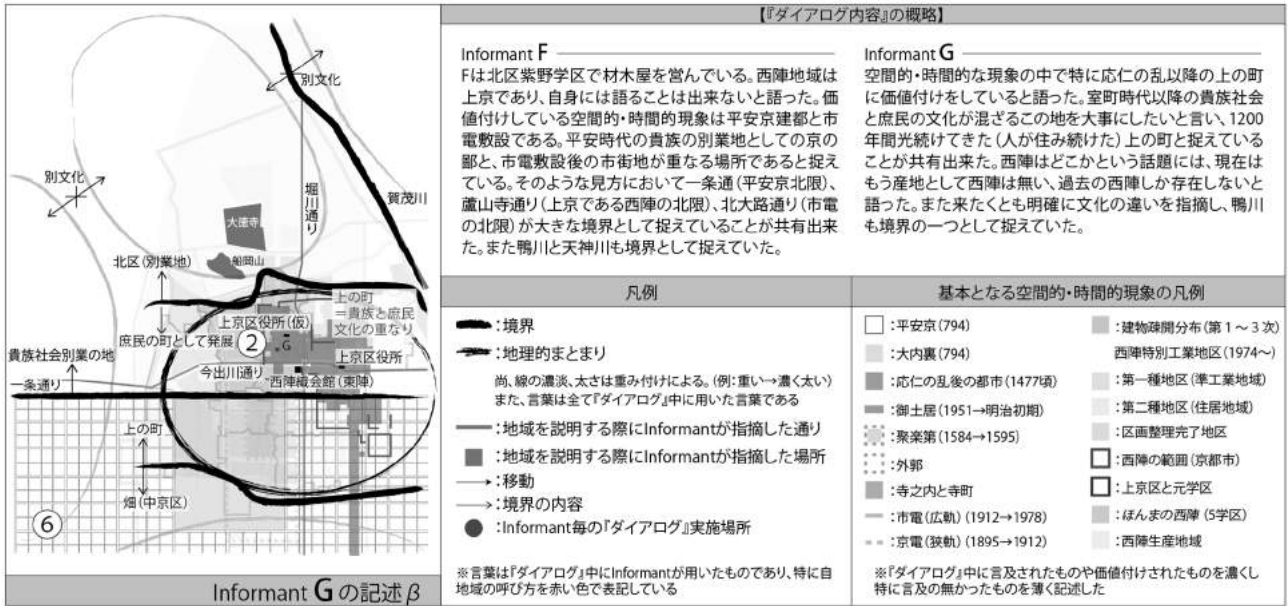 別文化
別文化
賀茂川
堀川通り
大徳寺
船岡山
北区(別業地)
上の町
=貴族と庶民
文化の重なり
上京区役所(仮)
庶民の町として発展
②
G
上京区役所
貴族社会別業の地
今出川通り
西陣織会館(東陣)
一条通り
上の町
畑(中京区)
⑥
Informant G の記述β
【『ダイアログ内容』の概略】
Informant F
Fは北区紫野学区で材木屋を営んでいる。西陣地域は
上京であり、自身には語ることは出来ないと語った。価
値付けしている空間的・時間的現象は平安京建都と市
電敷設である。平安時代の貴族の別業地としての京の
鄙と、市電敷設後の市街地が重なる場所であると捉え
ている。そのような見方において一条通(平安京北限)、
蘆山寺通り(上京である西陣の北限)、北大路通り(市電
の北限)が大きな境界として捉えていることが共有出来
た。また鴨川と天神川も境界として捉えていた。
Informant G
空間的・時間的な現象の中で特に応仁の乱以降の上の町
に価値付けをしていると語った。室町時代以降の貴族社会
と庶民の文化が混ざるこの地を大事にしたいと言い、1200
年間光続けてきた(人が住み続けた)上の町と捉えている
ことが共有出来た。西陣はどこかという話題には、現在は
もう産地として西陣は無い、過去の西陣しか存在しないと
語った。また来たくとも明確に文化の違いを指摘し、鴨川
も境界の一つとして捉えていた。
凡例
:境界
:地理的まとまり
尚、線の濃淡、太さは重み付けによる。(例:重い→濃く太い)
また、言葉は全て『ダイアログ』中に用いた言葉である
:地域を説明する際にInformantが指摘した通り
:地域を説明する際にInformantが指摘した場所
:移動
:境界の内容
:Informant毎の『ダイアログ』実施場所
※言葉は『ダイアログ』中にInformantが用いたものであり、特に自
地域の呼び方を赤い色で表記している
基本となる空間的・時間的現象の凡例
:平安京(794)
:大内裏(794)
:応仁の乱後の都市(1477頃)
:御土居(1951→明治初期)
:聚楽第(1584→1595)
:外郭
:寺之内と寺町
:市電(広軌)(1912→1978)
:京電(狭軌)(1895→1912)
:建物疎開分布(第1~3次)
西陣特別工業地区(1974~)
:第一種地区(準工業地域)
:第二種地区(住居地域)
:区画整理完了地区
:西陣の範囲(京都市)
:上京区と元学区
:ほんまの西陣(5学区)
:西陣生産地域
※『ダイアログ』中に言及されたものや価値付けされたものを濃くし
特に言及の無かったものを薄く記述した